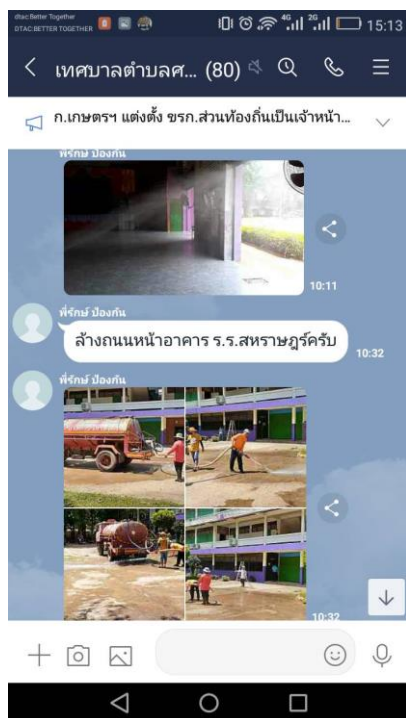 dtac Better Together
DTAC:BETTER TOGETHER
4G 2G 15:13
เทศบาลตำบลศ... (80)
ก.เกษตรฯ แต่งตั้ง ขรก.ส่วนท้องถิ่นเป็นเจ้าหน้า...
พี่รักษ์ ป้องกัน
10:11
พี่รักษ์ ป้องกัน
ล้างถนนหน้าอาคาร ร.ร.สหราษฎร์ครับ
10:32
พี่รักษ์ ป้องกัน
10:32